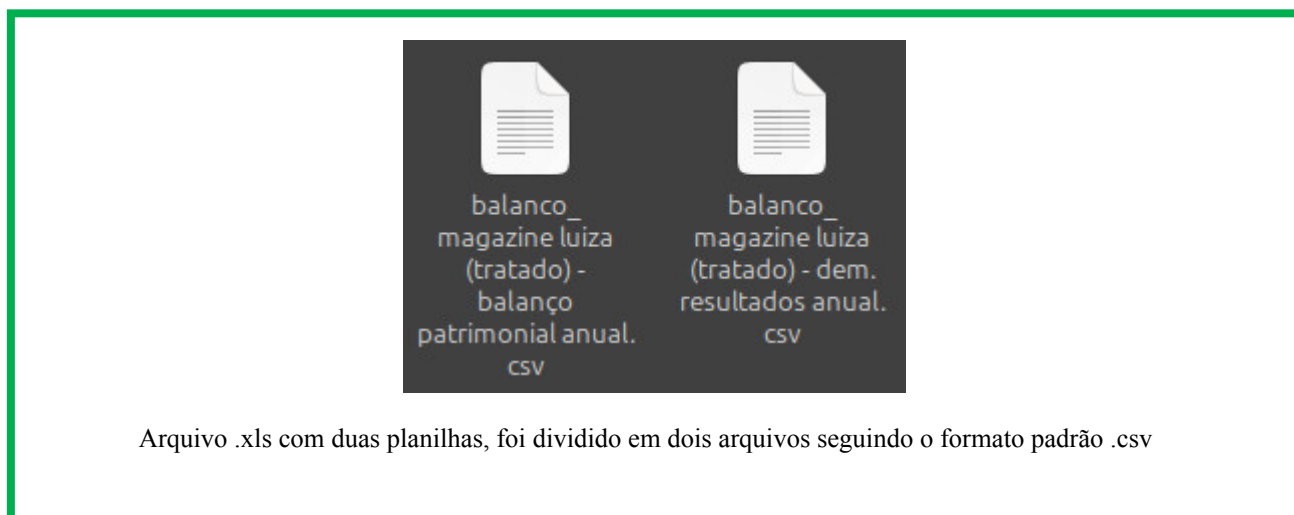 balanco_
magazine luiza
(tratado) -
balanço
patrimonial anual.
csv
balanco_
magazine luiza
(tratado) - dem.
resultados anual.
csv
Arquivo .xls com duas planilhas, foi dividido em dois arquivos seguindo o formato padrão .csv